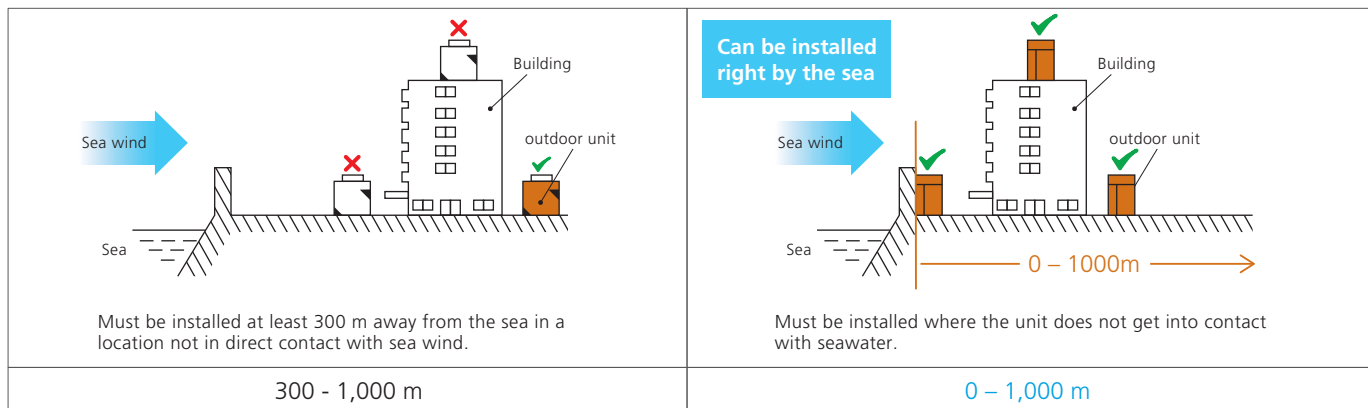 Building
Sea wind
outdoor unit
Sea
Must be installed at least 300 m away from the sea in a
location not in direct contact with sea wind.
300 - 1,000 m
Can be installed
right by the sea
Building
Sea wind
outdoor unit
Sea
0 – 1000m
Must be installed where the unit does not get into contact
with seawater.
0 – 1,000 m